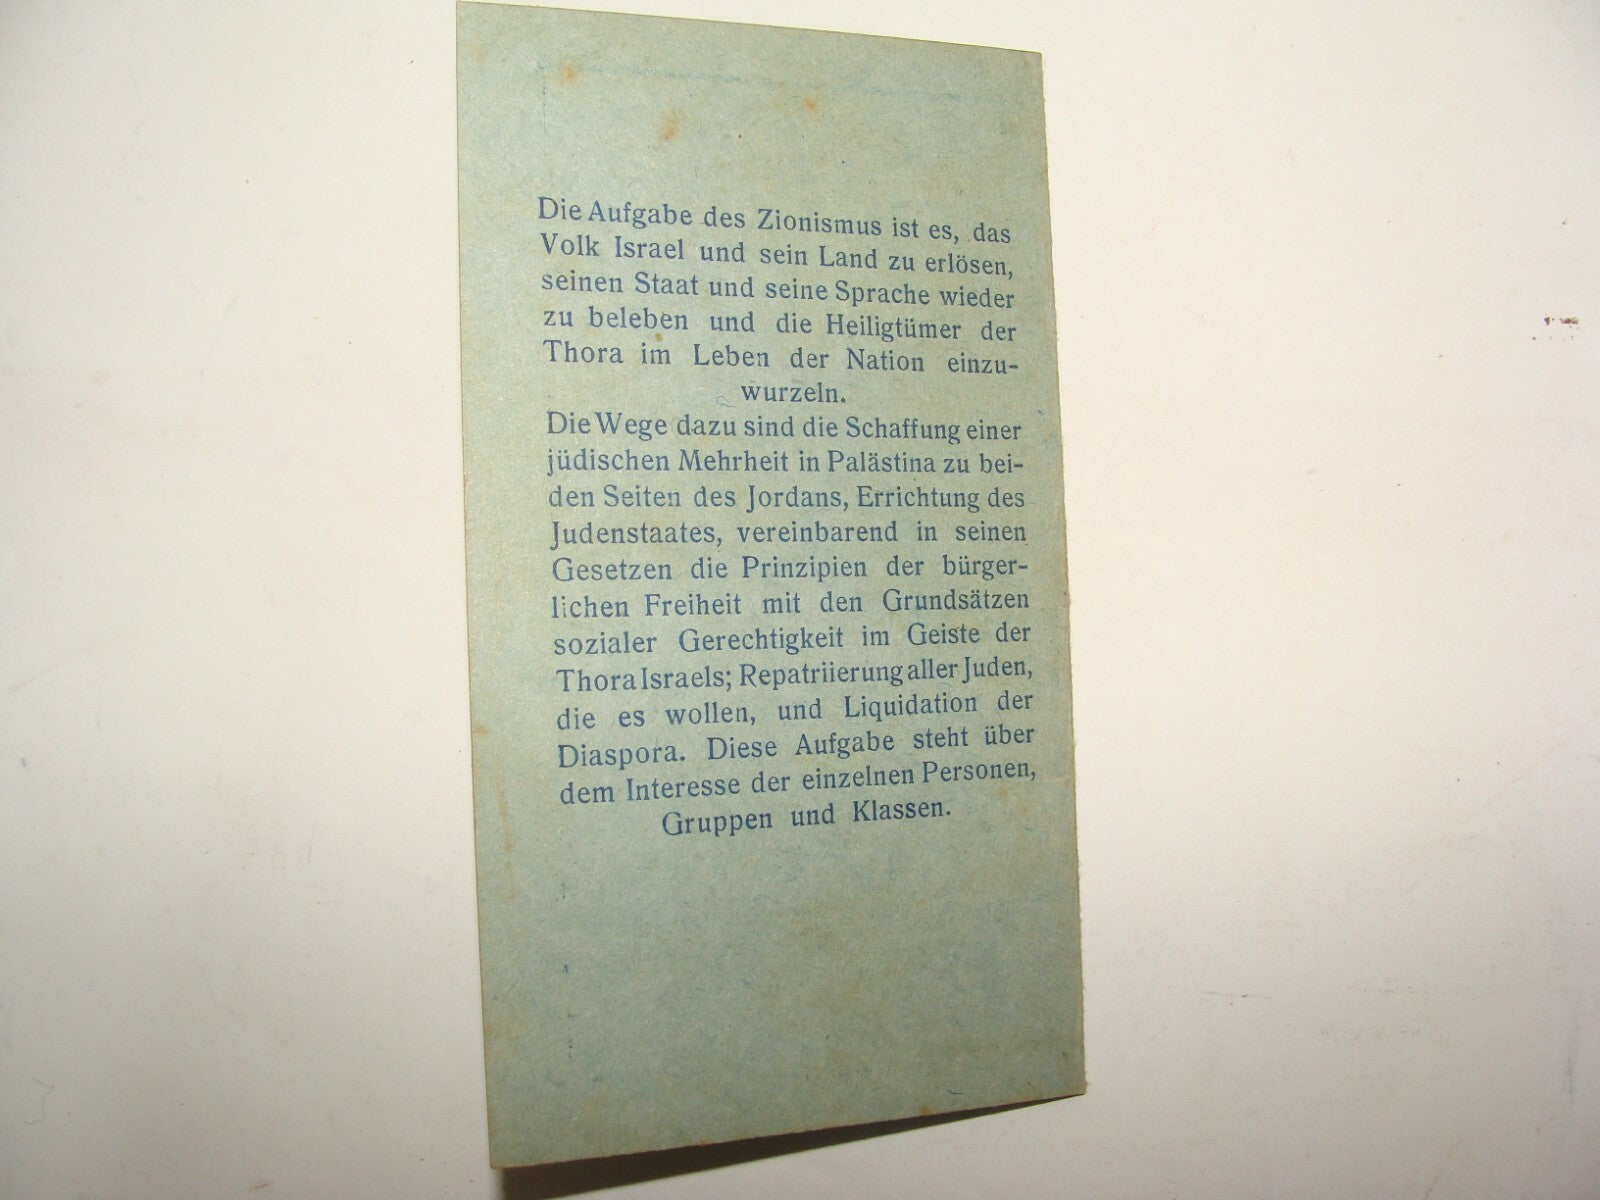 Die Aufgabe des Zionismus ist es, das
Volk Israel und sein Land zu erlösen,
seinen Staat und seine Sprache wieder
zu beleben und die Heiligtümer der
Thora im Leben der Nation einzu-
wurzeln.
Die Wege dazu sind die Schaffung einer
jüdischen Mehrheit in Palästina zu bei-
den Seiten des Jordans, Errichtung des
Judenstaates, vereinbarend in seinen
Gesetzen die Prinzipien der bürger-
lichen Freiheit mit den Grundsätzen
sozialer Gerechtigkeit im Geiste der
Thora Israels; Repatriierung aller Juden,
die es wollen, und Liquidation der
Diaspora. Diese Aufgabe steht über
dem Interesse der einzelnen Personen,
Gruppen und Klassen.